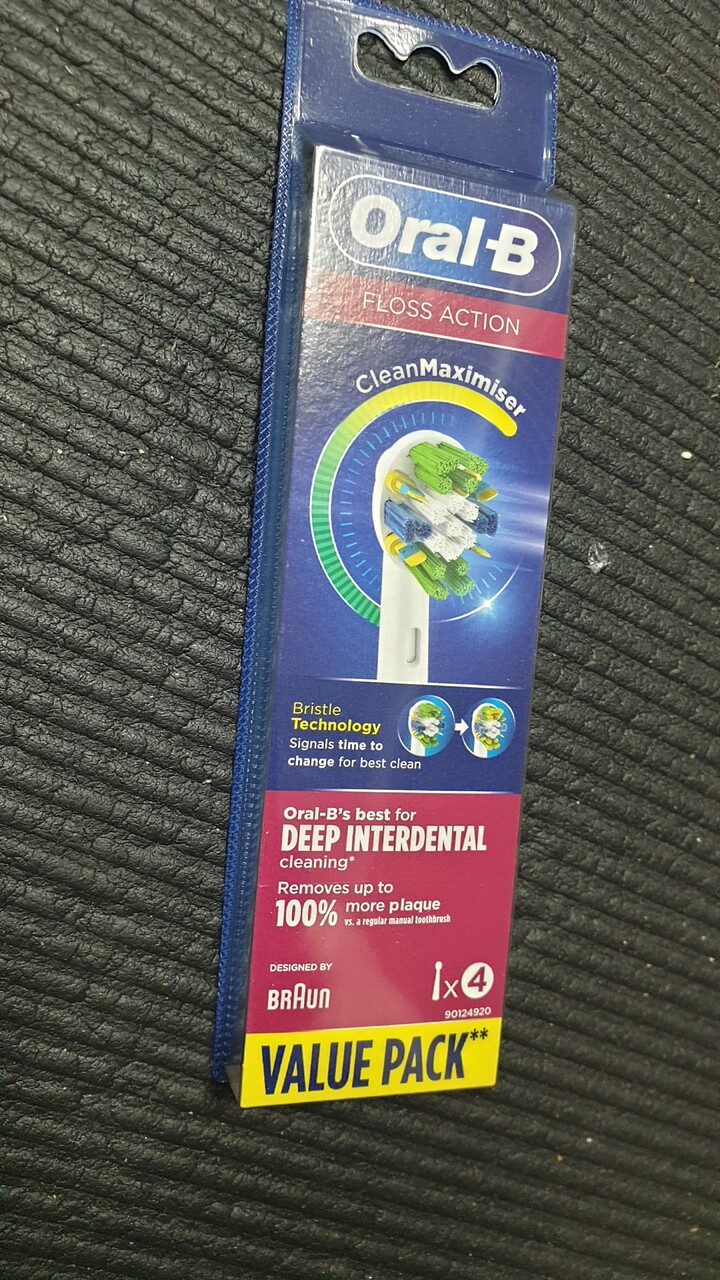 Oral-B
FLOSS ACTION
CleanMaximiser
Bristle
Technology
Signals time to
change for best clean
Oral-B's best for
DEEP INTERDENTAL
cleaning*
Removes up to
100% more plaque
vs. a regular manual toothbrush
DESIGNED BY
BRAUN
x4
90124920
VALUE PACK**